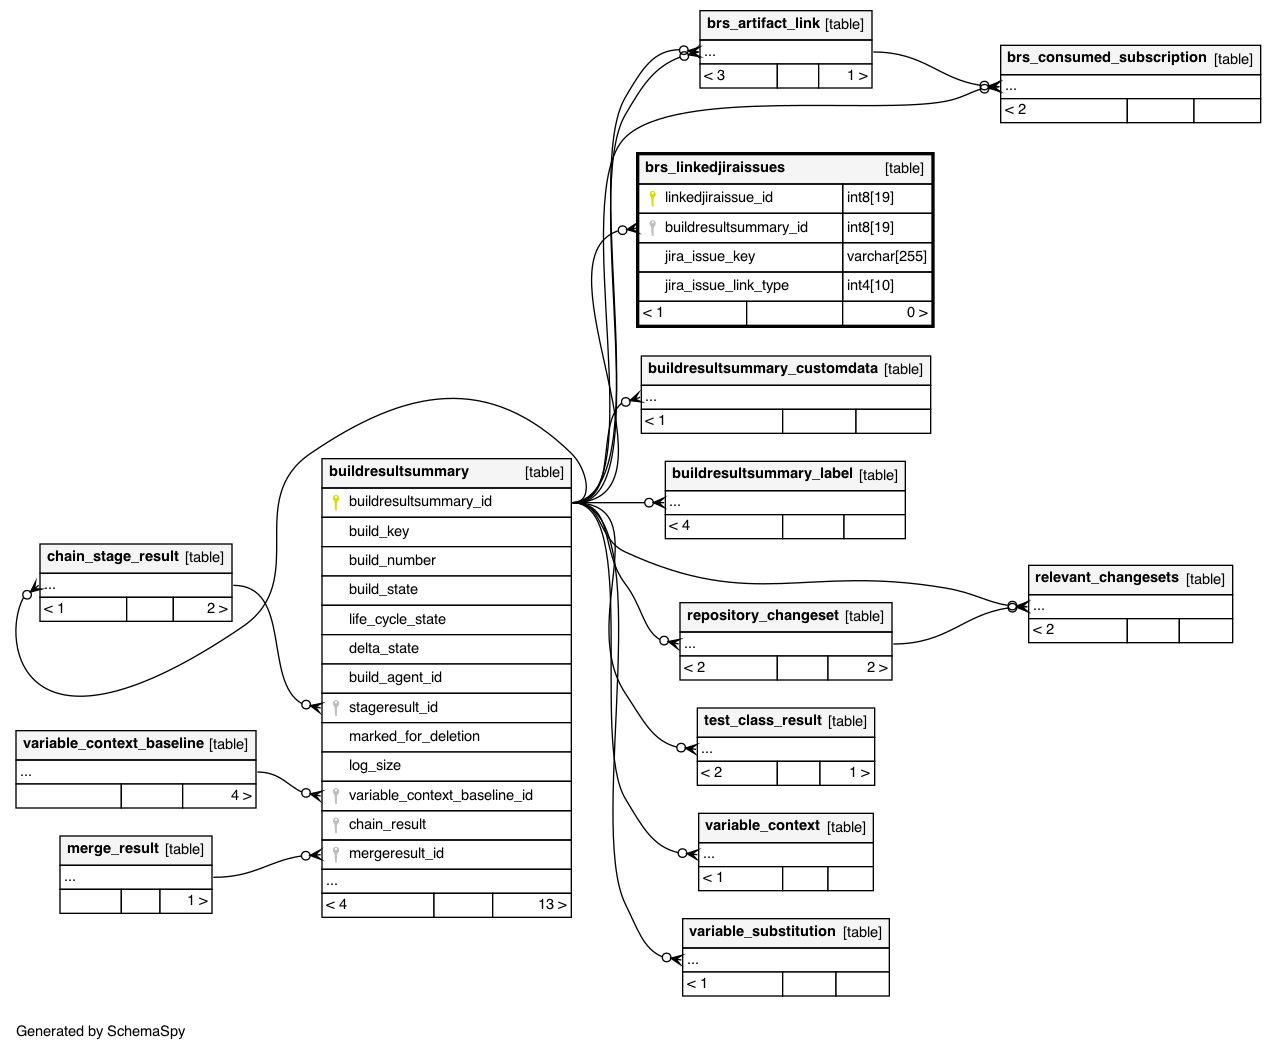 brs_artifact_link [table]
...
< 3 1 >
brs_consumed_subscription [table]
...
< 2
brs_linkedjiraissues [table]
linkedjiraissue_id int8[19]
buildresultsummary_id int8[19]
jira_issue_key varchar[255]
jira_issue_link_type int4[10]
< 1 0 >
buildresultsummary_customdata [table]
...
< 1
buildresultsummary [table]
buildresultsummary_id
build_key
build_number
build_state
life_cycle_state
delta_state
build_agent_id
stageresult_id
marked_for_deletion
log_size
variable_context_baseline_id
chain_result
mergeresult_id
...
< 4 13 >
buildresultsummary_label [table]
...
< 4
chain_stage_result [table]
...
< 1 2 >
relevant_changesets [table]
...
< 2
repository_changeset [table]
...
< 2 2 >
test_class_result [table]
...
< 2 1 >
variable_context_baseline [table]
...
4 >
variable_context [table]
...
< 1
merge_result [table]
...
1 >
variable_substitution [table]
...
< 1
Generated by SchemaSpy